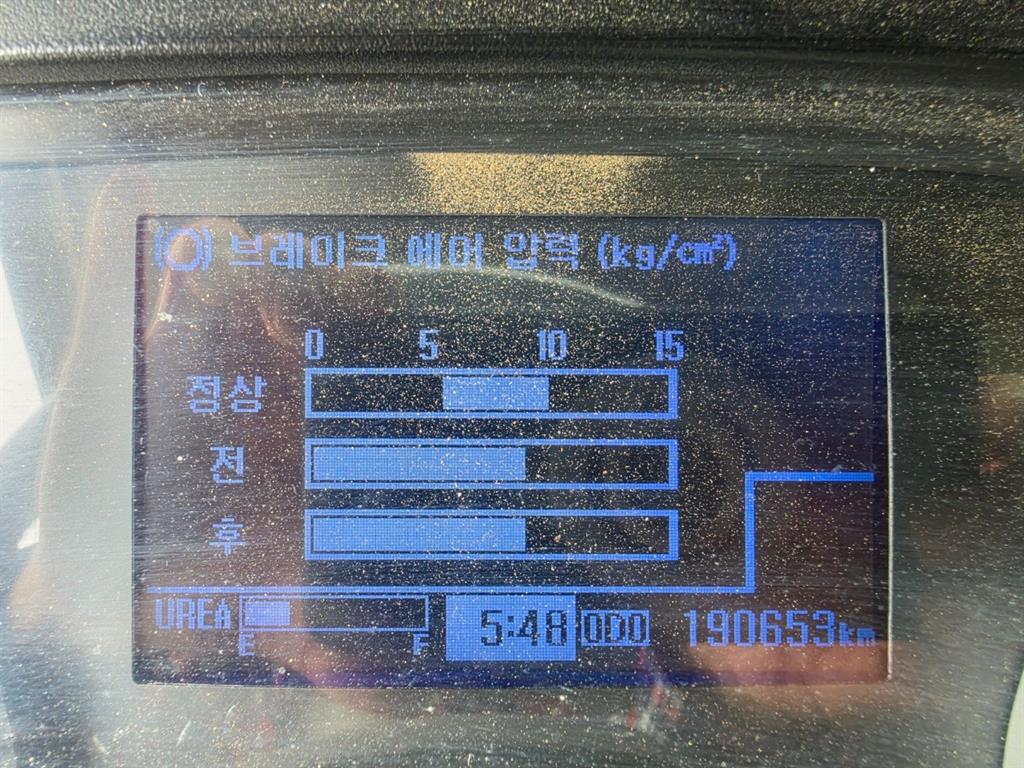 브레이크 에어 압력 (kg/cm²)
0 5 10 15
정상
전
후
UREA E F 5:48 ODO 190653km